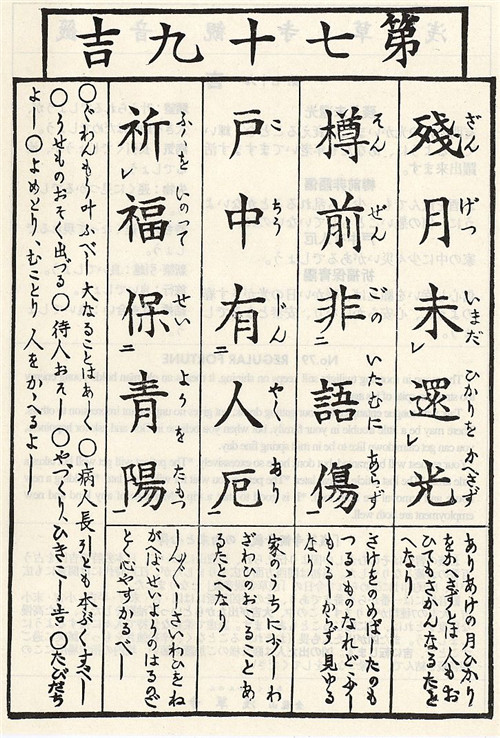 第七十九吉
殘月未還光
ざんげついまだひかりをかへさず
ありあけの月ひかり
をかへさずとは人もお
ひてもさかんなるたと
へなり
樽前非語傷
そんぜんごのいたむにあらず
さけをのめばたのも
つることもなれど
もくるしからず見ゆる
なり
戸中有人厄
こちうじんやくあり
家のうちに少しわ
ざわひのおこることあ
るたとへなり
祈福保青陽
ふくをいのってせいようをたもつ
しんじんしさいわひをね
がへばせいようのはるのご
とく心やすかるべし
○ぐわんもし叶ふべし大なることはあし○病人長引とも本ぷくすべし
○うせものおそく出づる○待人おそし○やづくり、ひきこし吉○たびだち
よし○よめとり、むことり人をかゝへるよし